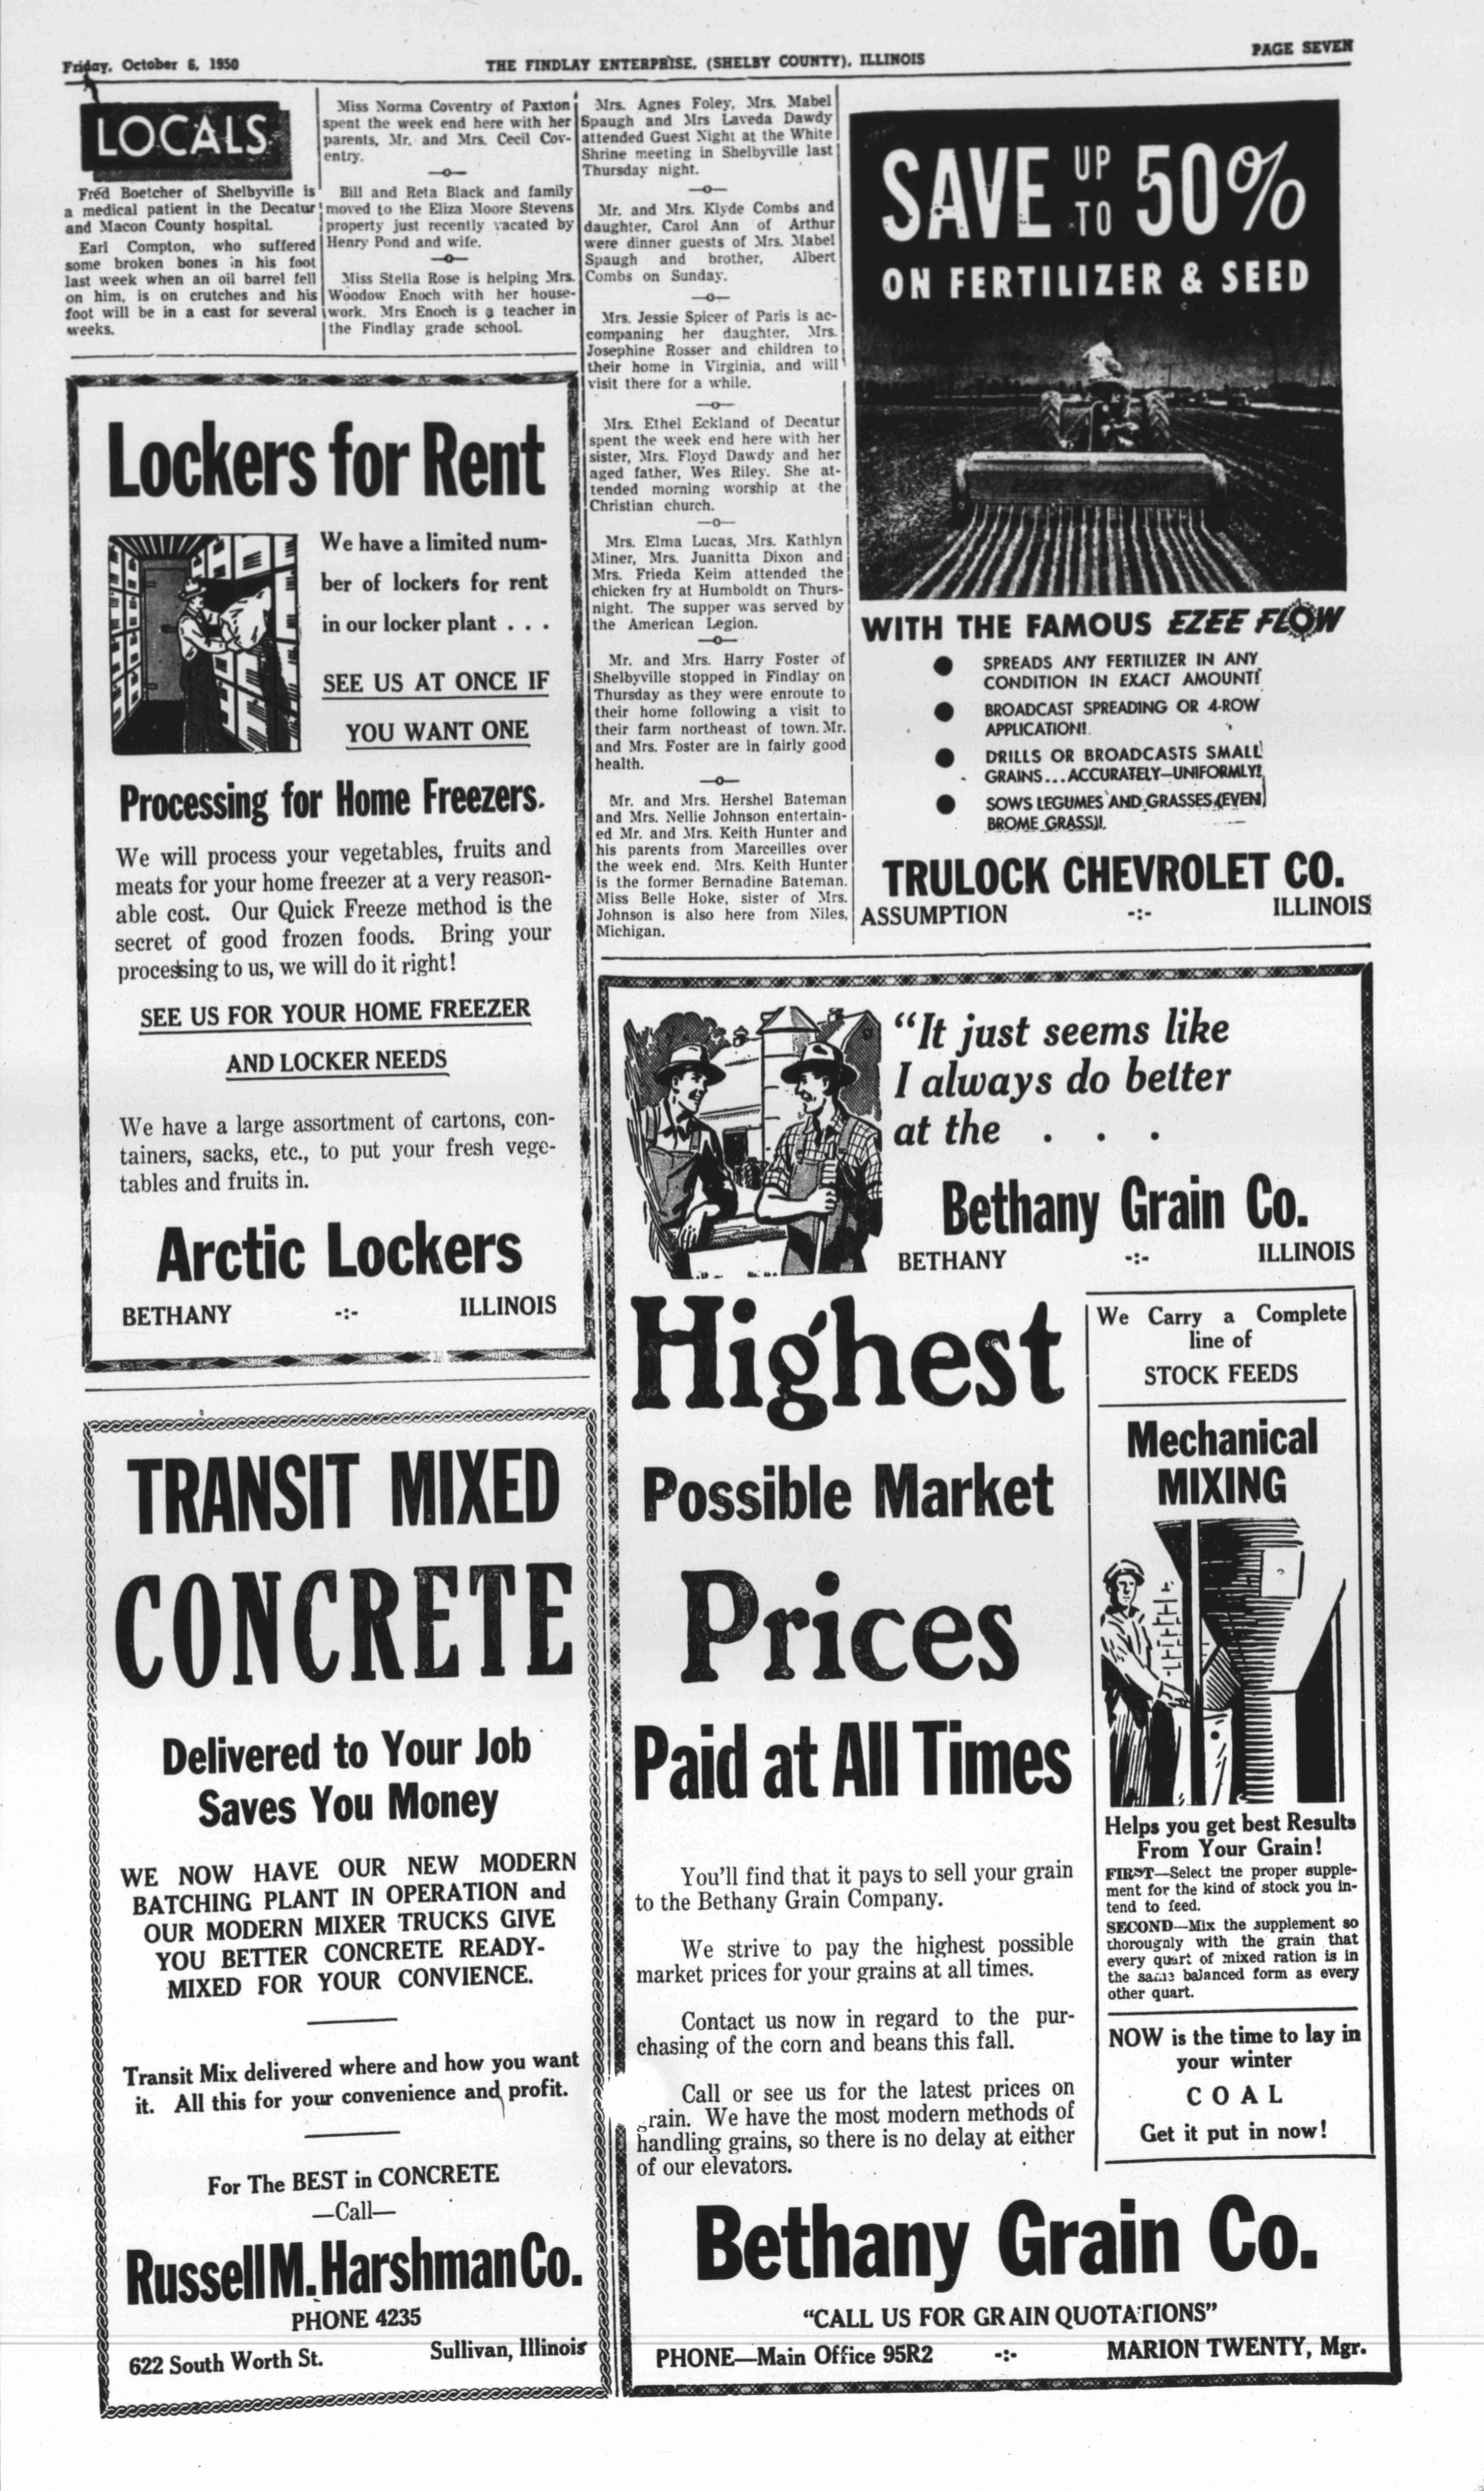 Friday, October 6, 1950
THE FINDLAY ENTERPRISE, (SHELBY COUNTY), ILLINOIS
PAGE SEVEN
LOCALS
Fred Boetcher of Shelbyville is
a medical patient in the Decatur
and Macon County hospital.
Earl Compton, who suffered
some broken bones in his foot
last week when an oil barrel fell
on him, is on crutches and his
foot will be in a cast for several
weeks.
Miss Norma Coventry of Paxton
spent the week end here with her
parents, Mr. and Mrs. Cecil Cov-
entry.
—o—
Bill and Reta Black and family
moved to the Eliza Moore Stevens
property just recently vacated by
Henry Pond and wife.
—o—
Miss Stella Rose is helping Mrs.
Woodow Enoch with her house-
work. Mrs Enoch is a teacher in
the Findlay grade school.
Mrs. Agnes Foley, Mrs. Mabel
Spaugh and Mrs Laveda Dawdy
attended Guest Night at the White
Shrine meeting in Shelbyville last
Thursday night.
—o—
Mr. and Mrs. Klyde Combs and
daughter, Carol Ann of Arthur
were dinner guests of Mrs. Mabel
Spaugh and brother, Albert
Combs on Sunday.
—o—
Mrs. Jessie Spicer of Paris is ac-
companing her daughter, Mrs.
Josephine Rosser and children to
their home in Virginia, and will
visit there for a while.
—o—
Mrs. Ethel Eckland of Decatur
spent the week end here with her
sister, Mrs. Floyd Dawdy and her
aged father, Wes Riley. She at-
tended morning worship at the
Christian church.
—o—
Mrs. Elma Lucas, Mrs. Kathlyn
Miner, Mrs. Juanitta Dixon and
Mrs. Frieda Keim attended the
chicken fry at Humboldt on Thurs-
night. The supper was served by
the American Legion.
—o—
Mr. and Mrs. Harry Foster of
Shelbyville stopped in Findlay on
Thursday as they were enroute to
their home following a visit to
their farm northeast of town. Mr.
and Mrs. Foster are in fairly good
health.
—o—
Mr. and Mrs. Hershel Bateman
and Mrs. Nellie Johnson entertain-
ed Mr. and Mrs. Keith Hunter and
his parents from Marceilles over
the week end. Mrs. Keith Hunter
is the former Bernadine Bateman.
Miss Belle Hoke, sister of Mrs.
Johnson is also here from Niles,
Michigan.
SAVE UP TO 50%
ON FERTILIZER & SEED
WITH THE FAMOUS EZEE FLOW
● SPREADS ANY FERTILIZER IN ANY
CONDITION IN EXACT AMOUNT!
● BROADCAST SPREADING OR 4-ROW
APPLICATION!
● DRILLS OR BROADCASTS SMALL
GRAINS...ACCURATELY—UNIFORMLY!
● SOWS LEGUMES AND GRASSES (EVEN
BROME GRASS)!
TRULOCK CHEVROLET CO.
ASSUMPTION -:- ILLINOIS
Lockers for Rent
We have a limited num-
ber of lockers for rent
in our locker plant . . .
SEE US AT ONCE IF
YOU WANT ONE
Processing for Home Freezers.
We will process your vegetables, fruits and
meats for your home freezer at a very reason-
able cost. Our Quick Freeze method is the
secret of good frozen foods. Bring your
processing to us, we will do it right!
SEE US FOR YOUR HOME FREEZER
AND LOCKER NEEDS
We have a large assortment of cartons, con-
tainers, sacks, etc., to put your fresh vege-
tables and fruits in.
Arctic Lockers
BETHANY -:- ILLINOIS
TRANSIT MIXED
CONCRETE
Delivered to Your Job
Saves You Money
WE NOW HAVE OUR NEW MODERN
BATCHING PLANT IN OPERATION and
OUR MODERN MIXER TRUCKS GIVE
YOU BETTER CONCRETE READY-
MIXED FOR YOUR CONVIENCE.
Transit Mix delivered where and how you want
it. All this for your convenience and profit.
For The BEST in CONCRETE
—Call—
Russell M. Harshman Co.
PHONE 4235
622 South Worth St. Sullivan, Illinois
"It just seems like
I always do better
at the . . .
Bethany Grain Co.
BETHANY -:- ILLINOIS
Highest
Possible Market
Prices
Paid at All Times
You'll find that it pays to sell your grain
to the Bethany Grain Company.
We strive to pay the highest possible
market prices for your grains at all times.
Contact us now in regard to the pur-
chasing of the corn and beans this fall.
Call or see us for the latest prices on
grain. We have the most modern methods of
handling grains, so there is no delay at either
of our elevators.
We Carry a Complete
line of
STOCK FEEDS
Mechanical
MIXING
Helps you get best Results
From Your Grain!
FIRST—Select the proper supple-
ment for the kind of stock you in-
tend to feed.
SECOND—Mix the supplement so
thoroughly with the grain that
every quart of mixed ration is in
the same balanced form as every
other quart.
NOW is the time to lay in
your winter
COAL
Get it put in now!
Bethany Grain Co.
"CALL US FOR GRAIN QUOTATIONS"
PHONE—Main Office 95R2 -:- MARION TWENTY, Mgr.